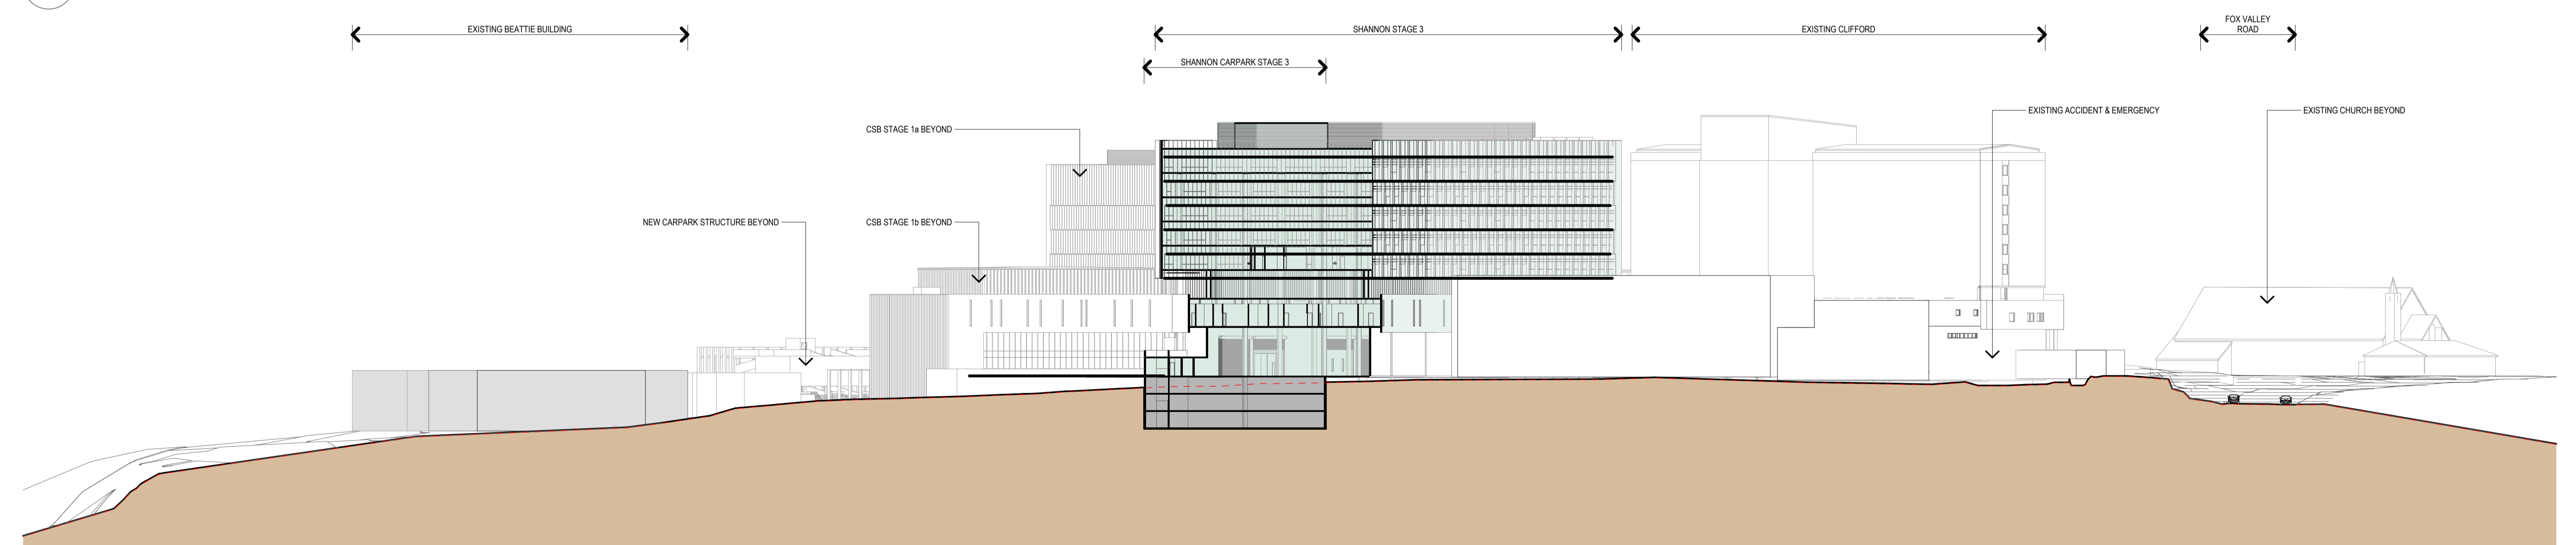 EXISTING BEATTIE BUILDING
SHANNON STAGE 3
EXISTING CLIFFORD
FOX VALLEY
ROAD
SHANNON CARPARK STAGE 3
CSB STAGE 1a BEYOND
EXISTING ACCIDENT & EMERGENCY
EXISTING CHURCH BEYOND
NEW CARPARK STRUCTURE BEYOND
CSB STAGE 1b BEYOND